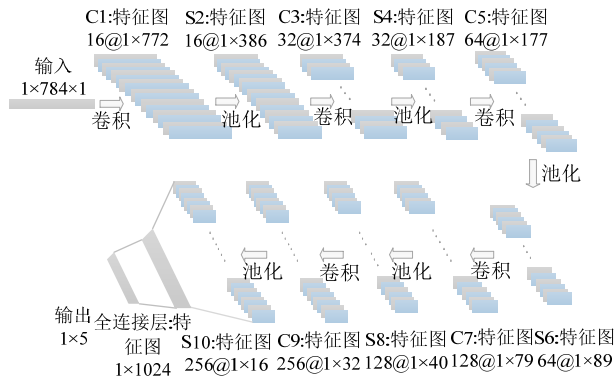 C1:特征图 S2:特征图 C3:特征图 S4:特征图 C5:特征图
16@1×772 16@1×386 32@1×374 32@1×187 64@1×177
输入
1×784×1
卷积 池化 卷积 池化 卷积
池化
池化 卷积 池化 卷积
输出 全连接层:特
1×5 征图
1×1024
S10:特征图 C9:特征图 S8:特征图 C7:特征图 S6:特征图
256@1×16 256@1×32 128@1×40 128@1×79 64@1×89